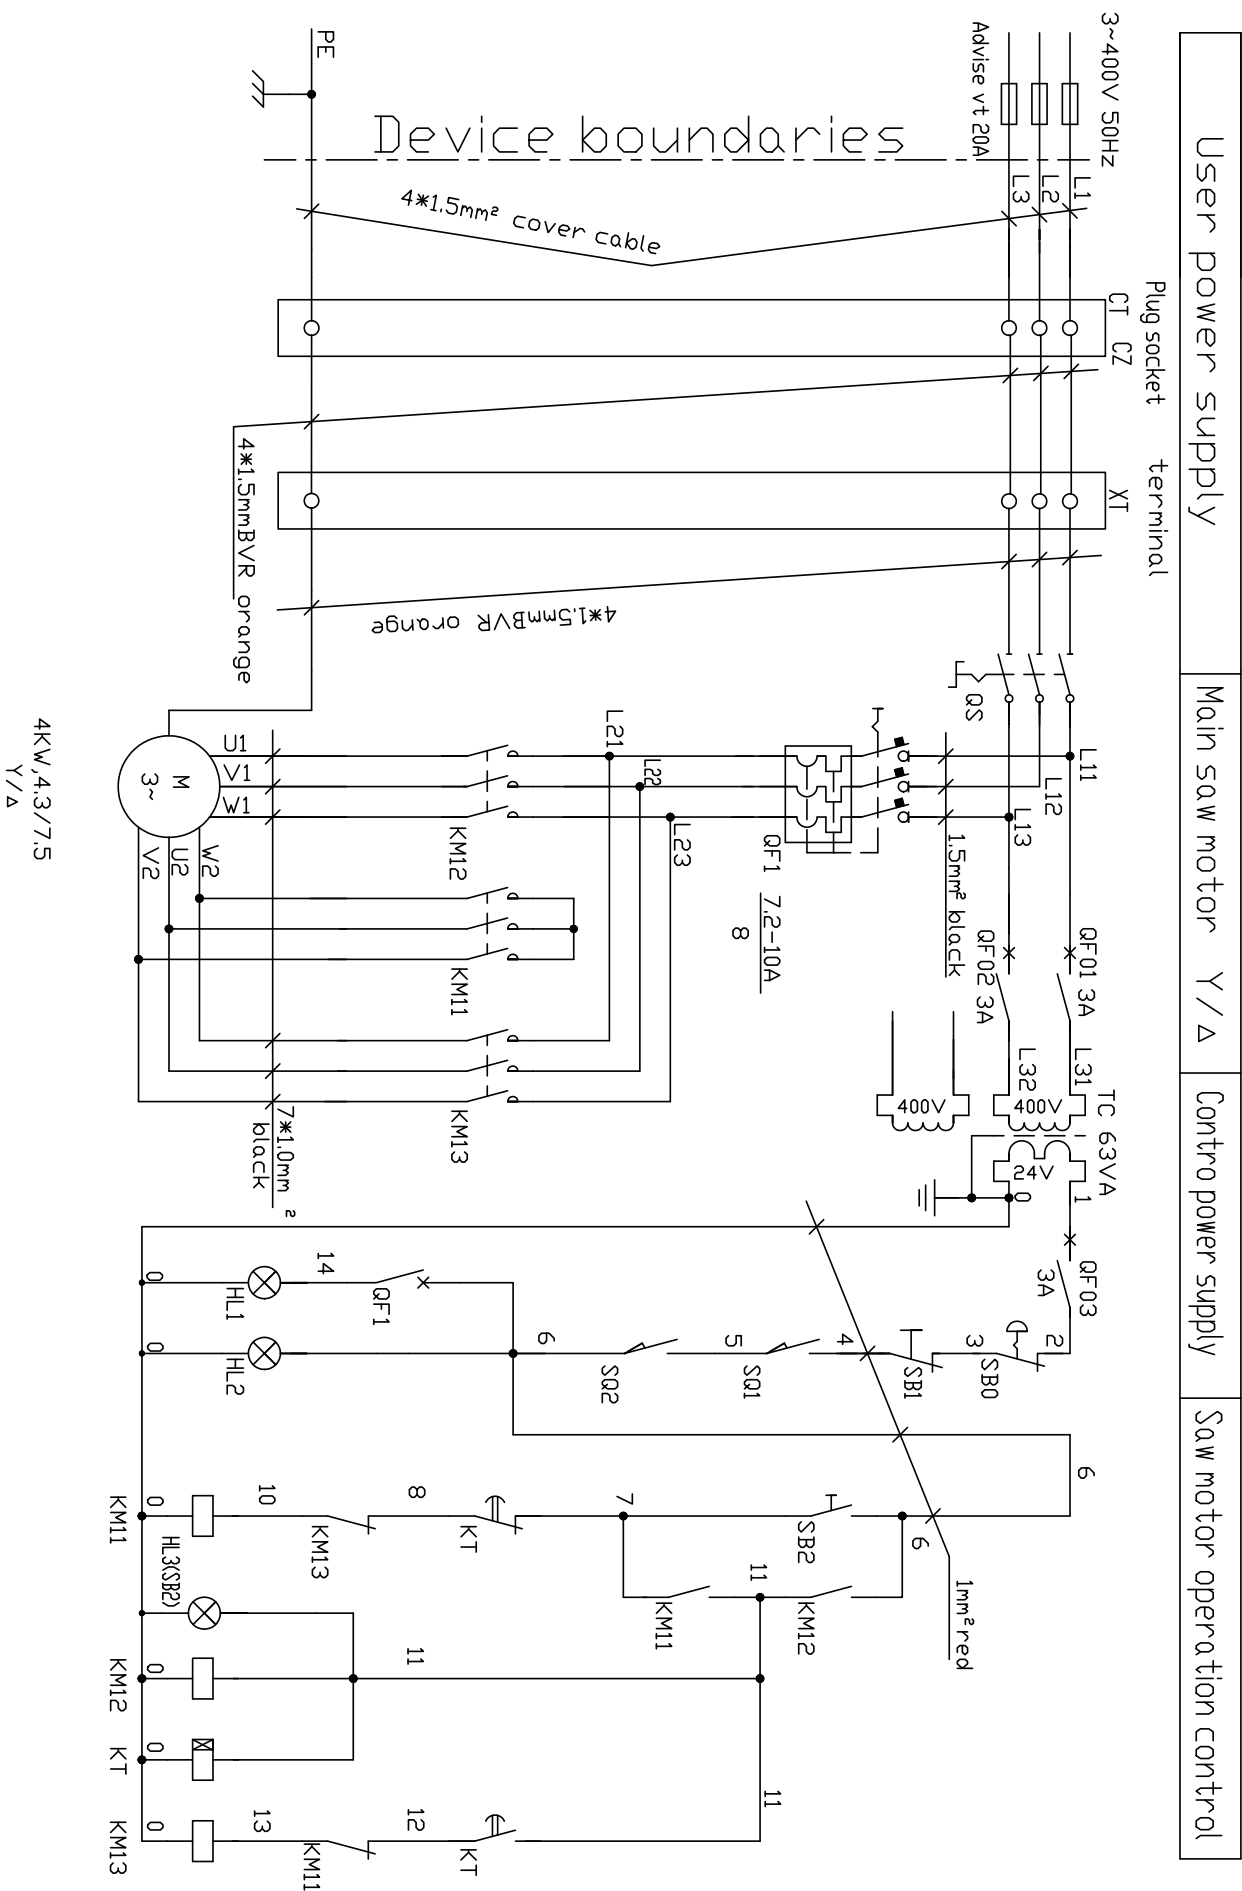 User power supply
Main saw motor Y/△
Contro power supply
Saw motor operation control
3~400V 50Hz
Advise vt 20A
L1
L2
L3
PE
Device boundaries
4*1.5mm² cover cable
Plug socket
CT CZ
4*1.5mmBVR orange
terminal
XT
4*1.5mmBVR orange
QS
L11
L12
L13
1.5mm² black
QF1 7.2-10A
8
L21
L22
L23
KM12
KM11
KM13
U1
V1
W1
M
3~
W2
U2
V2
4KW,4.3/7.5
Y/△
7*1.0mm²
black
QF01 3A
QF02 3A
L31
L32
TC 63VA
400V
400V
24V
1
0
QF03
3A
2
SB0
3
SB1
4
SQ1
5
SQ2
6
QF1
14
HL1
0
HL2
0
1mm² red
6
6
SB2
KM12
11
7
KM11
KT
8
KM13
10
0
KM11
HL3(SB2)
11
0
KM12
0
KT
11
KT
12
KM11
13
0
KM13